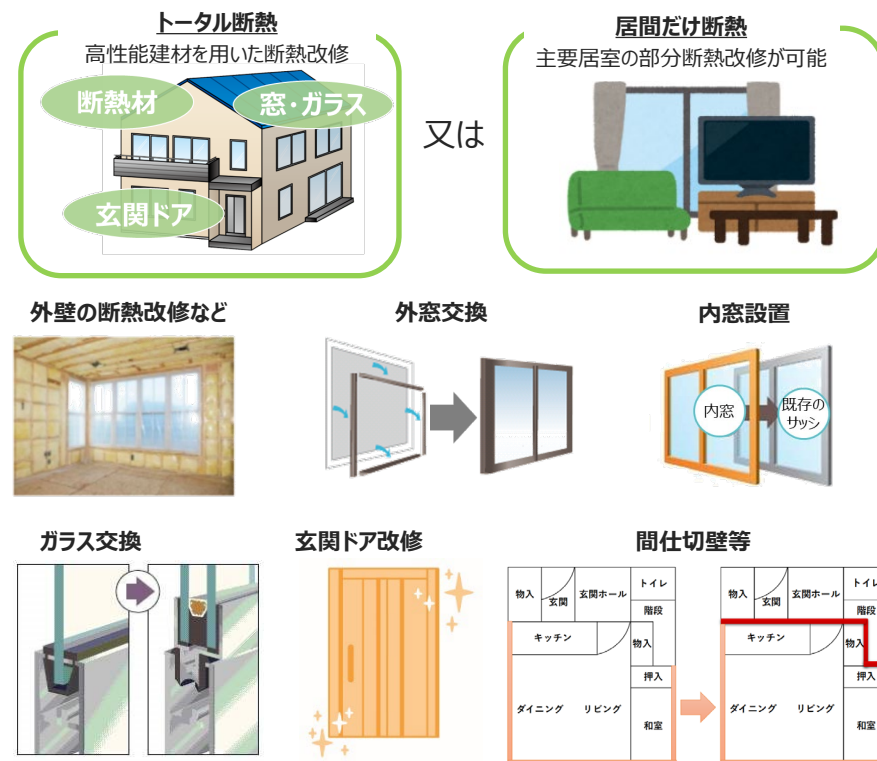 トータル断熱
高性能建材を用いた断熱改修
断熱材
窓・ガラス
玄関ドア
又は
居間だけ断熱
主要居室の部分断熱改修が可能
外壁の断熱改修など
外窓交換
内窓設置
内窓
既存の
サッシ
ガラス交換
玄関ドア改修
間仕切壁等
物入
玄関
玄関ホール
トイレ
階段
キッチン
物入
押入
ダイニング
リビング
和室
物入
玄関
玄関ホール
トイレ
階段
キッチン
物入
押入
ダイニング
リビング
和室